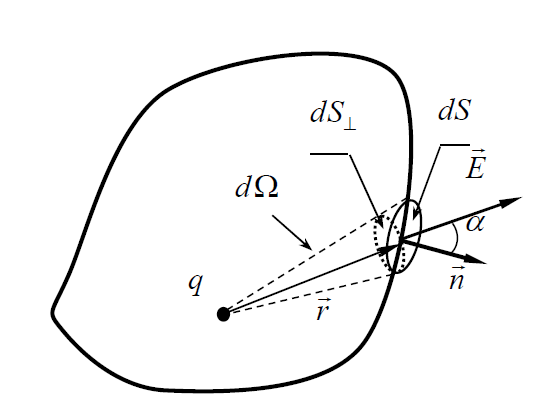 dS⊥
dS
E⃗
dΩ
α
q
n⃗
r⃗